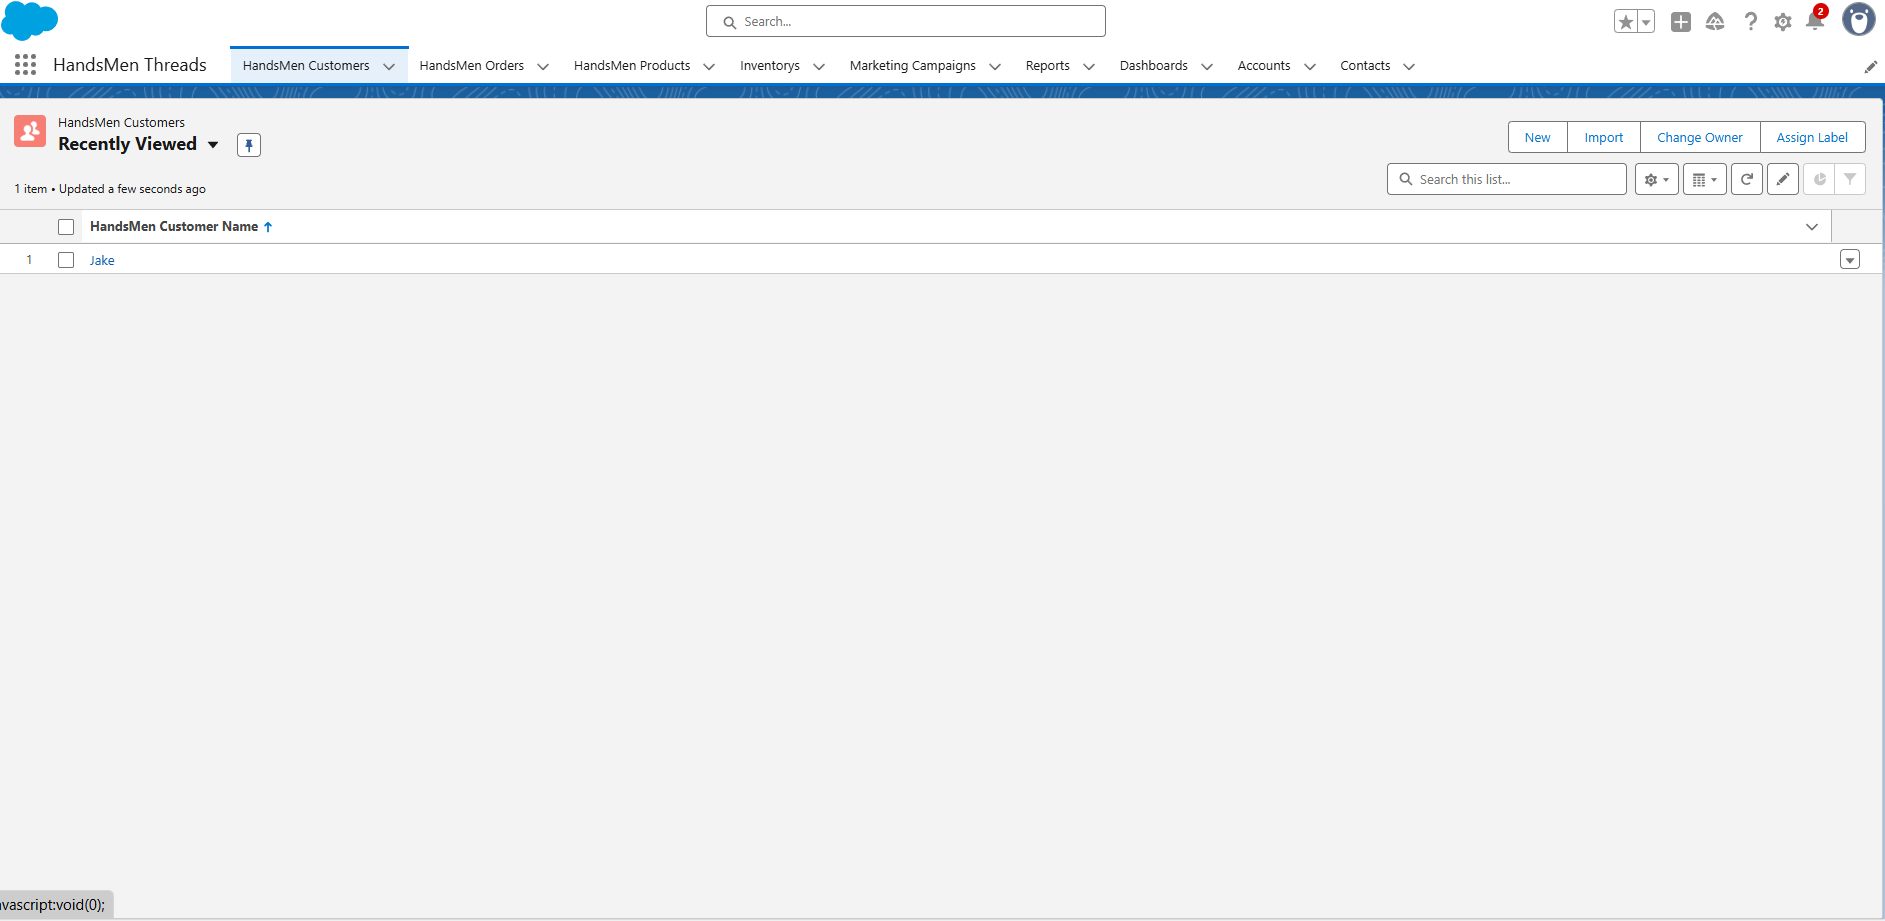 Search...
2
HandsMen Threads
HandsMen Customers
HandsMen Orders
HandsMen Products
Inventorys
Marketing Campaigns
Reports
Dashboards
Accounts
Contacts
HandsMen Customers
Recently Viewed
New
Import
Change Owner
Assign Label
1 item • Updated a few seconds ago
Search this list...
HandsMen Customer Name
1
Jake
vascript:void(0);